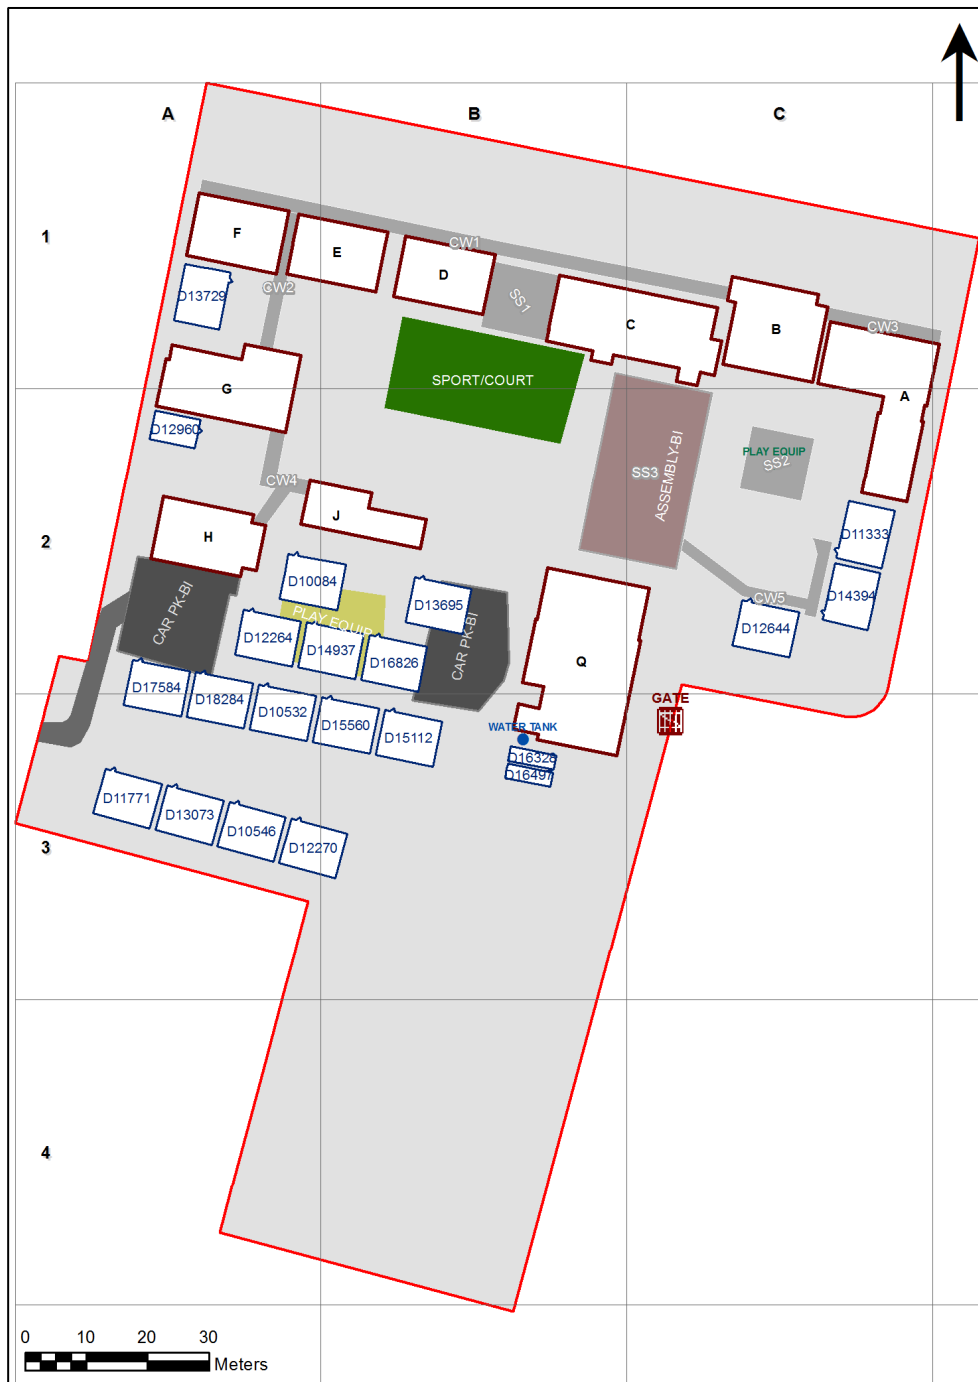 A
B
C
1
F
E
CW1
D
CW2
D13729
SS1
C
B
CW3
SPORT/COURT
G
A
D12960
PLAY EQUIP
SS2
SS3
ASSEMBLY-BI
CW4
J
2
H
D11333
D10084
D13695
CAR PK-BI
PLAY EQUIP
D14394
CW5
D12264
D14937
D16826
CAR PK-BI
D12644
Q
D17584
D18284
D10532
D15560
D15112
GATE
WATER TANK
D16328
D16497
D11771
D13073
D10546
D12270
3
4
0 10 20 30
Meters